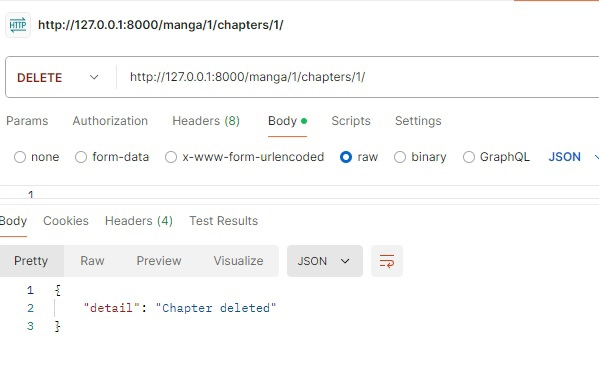 HTTP http://127.0.0.1:8000/manga/1/chapters/1/
DELETE http://127.0.0.1:8000/manga/1/chapters/1/
Params Authorization Headers (8) Body Scripts Settings
none form-data x-www-form-urlencoded raw binary GraphQL JSON
1
Body Cookies Headers (4) Test Results
Pretty Raw Preview Visualize JSON
1 {
2 "detail": "Chapter deleted"
3 }